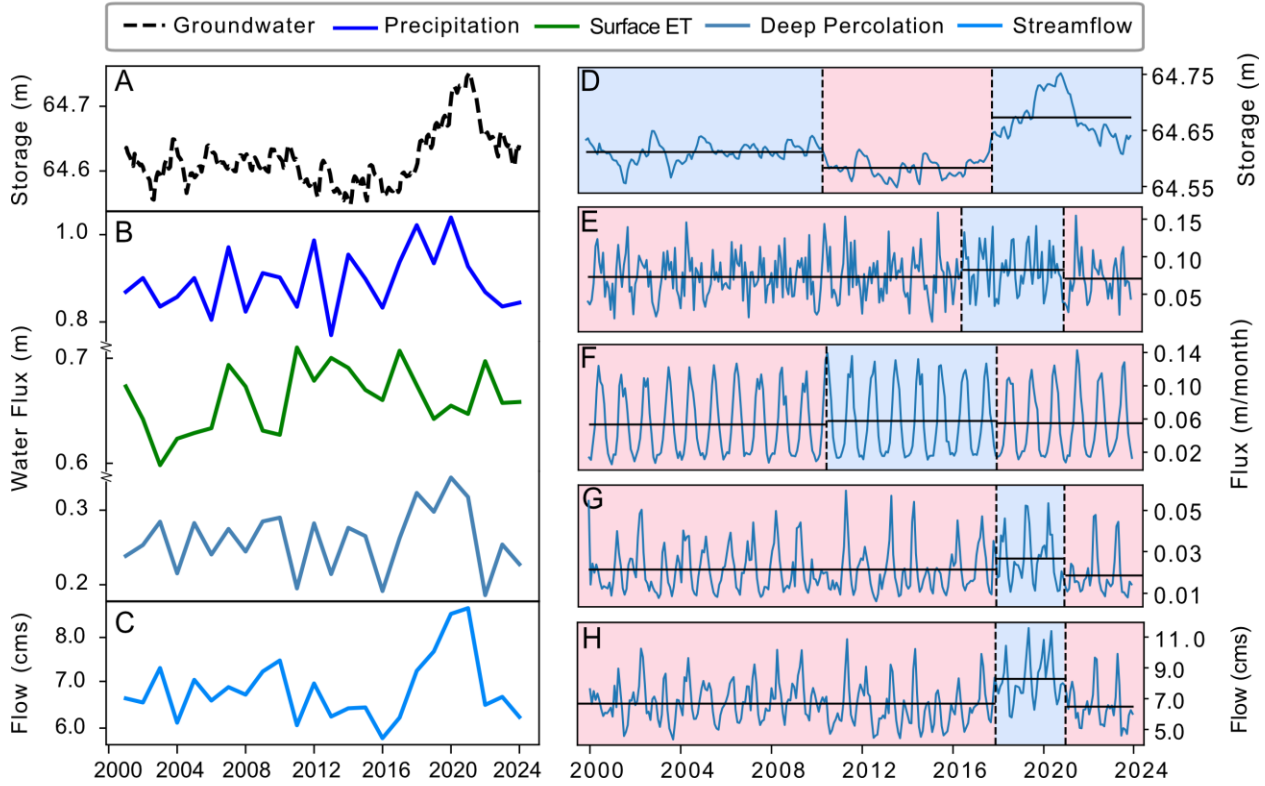 Groundwater Precipitation Surface ET Deep Percolation Streamflow
A
64.7
64.6
Storage (m)
B
1.0
0.8
0.7
0.6
0.3
0.2
Water Flux (m)
C
8.0
7.0
6.0
Flow (cms)
2000 2004 2008 2012 2016 2020 2024
D
64.75
64.65
64.55
Storage (m)
E
0.15
0.10
0.05
F
0.14
0.10
0.06
0.02
Flux (m/month)
G
0.05
0.03
0.01
H
11.0
9.0
7.0
5.0
Flow (cms)
2000 2004 2008 2012 2016 2020 2024